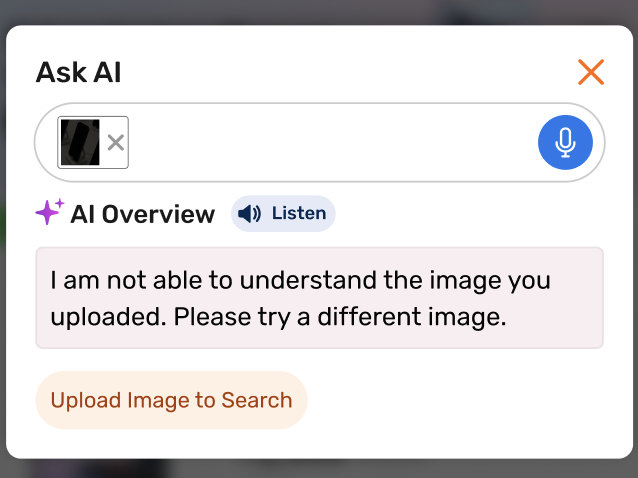 Ask AI
AI Overview
Listen
I am not able to understand the image you
uploaded. Please try a different image.
Upload Image to Search